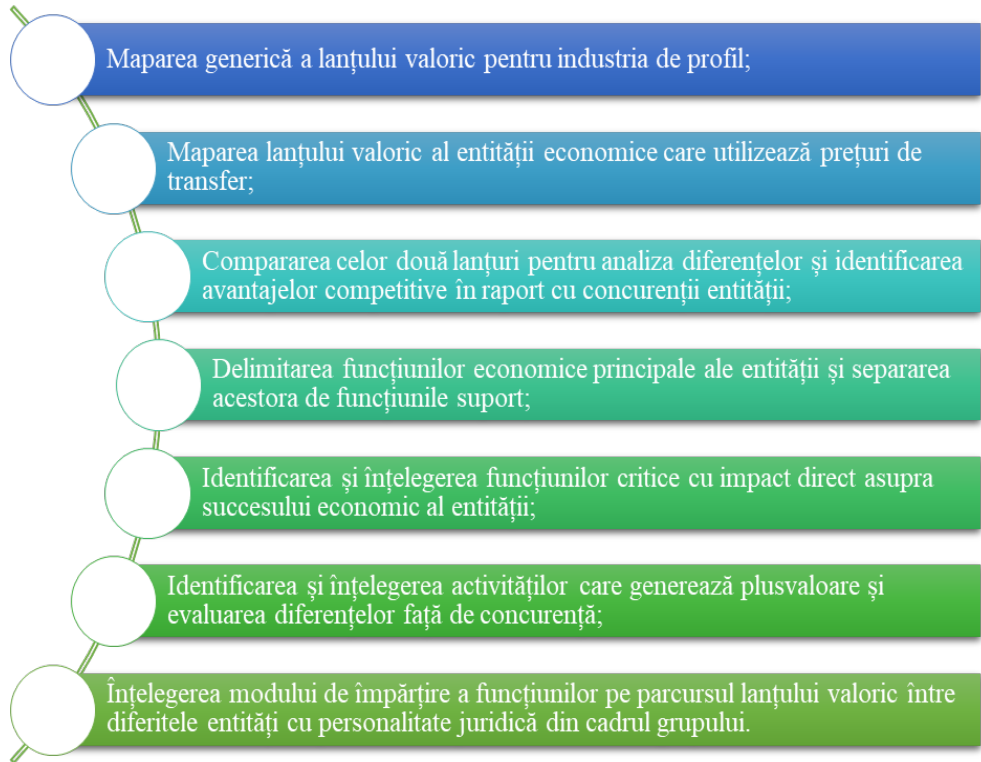 Maparea generică a lanțului valoric pentru industria de profil;
Maparea lanțului valoric al entității economice care utilizează prețuri de
transfer;
Compararea celor două lanțuri pentru analiza diferențelor și identificarea
avantajelor competitive în raport cu concurenții entității;
Delimitarea funcțiunilor economice principale ale entității și separarea
acestora de funcțiunile suport;
Identificarea și înțelegerea funcțiunilor critice cu impact direct asupra
succesului economic al entității;
Identificarea și înțelegerea activităților care generează plusvaloare și
evaluarea diferențelor față de concurență;
Înțelegerea modului de împărțire a funcțiunilor pe parcursul lanțului valoric între
diferitele entități cu personalitate juridică din cadrul grupului.